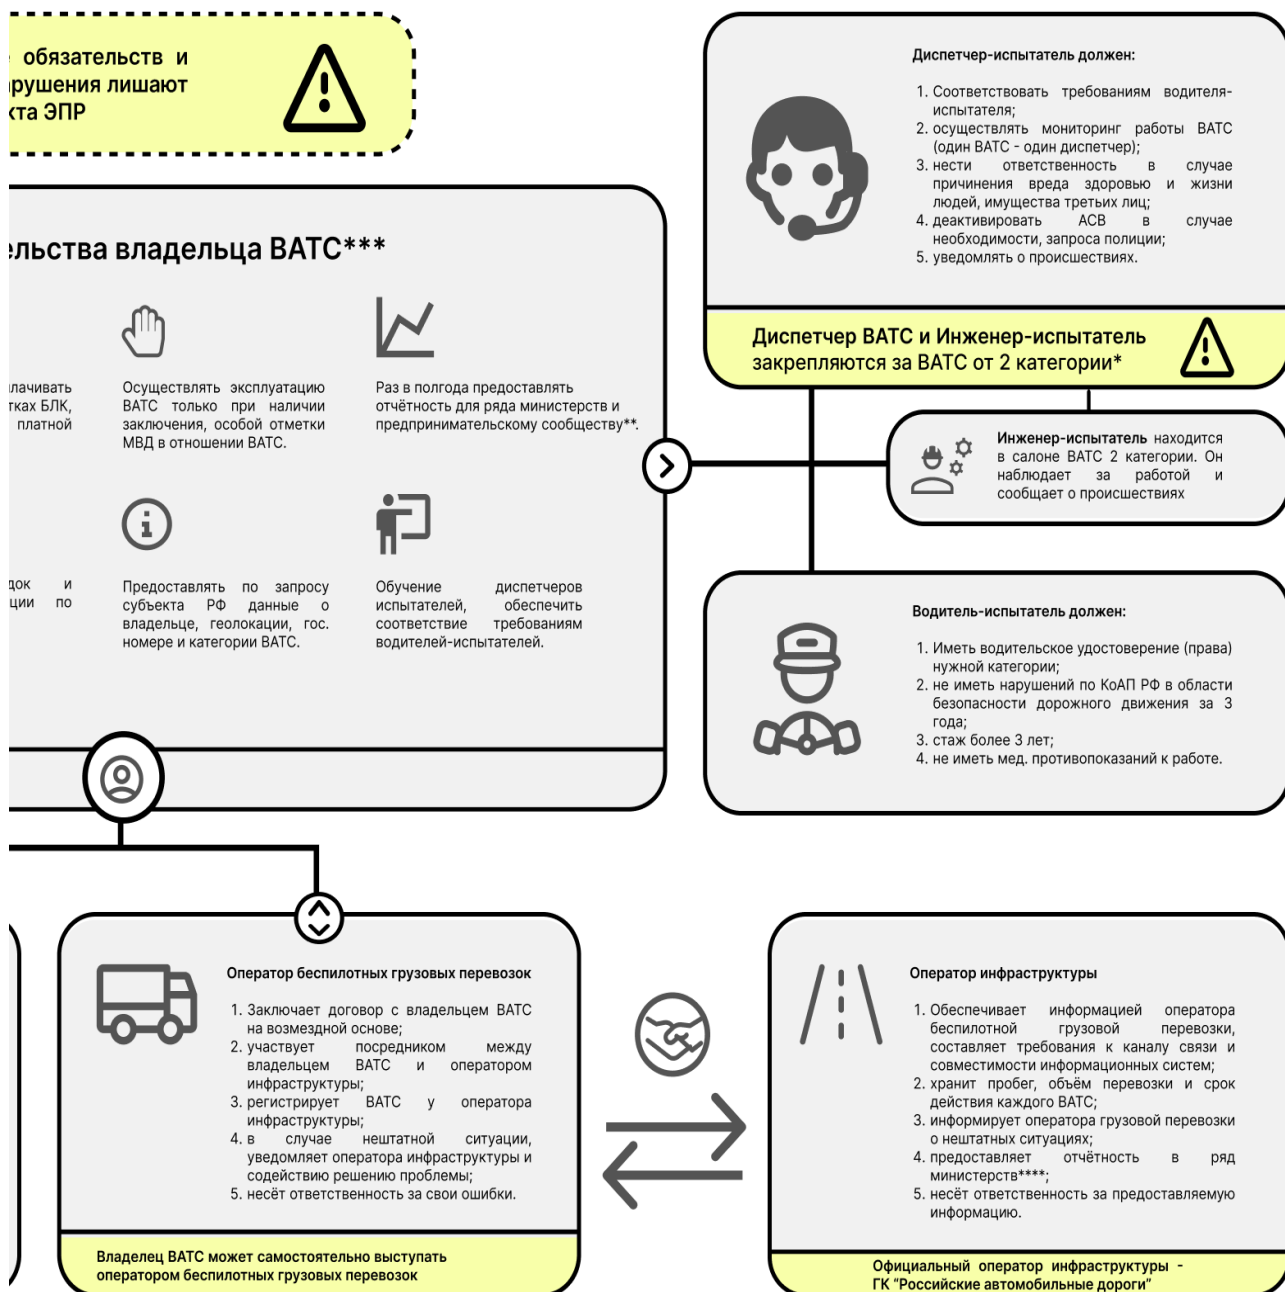 обязательств и
арушения лишают
кта ЭПР
Диспетчер-испытатель должен:
1. Соответствовать требованиям водителя-
испытателя;
2. осуществлять мониторинг работы ВАТС
(один ВАТС - один диспетчер);
3. нести ответственность в случае
причинения вреда здоровью и жизни
людей, имущества третьих лиц;
4. деактивировать АСВ в случае
необходимости, запроса полиции;
5. уведомлять о происшествиях.
Диспетчер ВАТС и Инженер-испытатель
закрепляются за ВАТС от 2 категории*
ельства владельца ВАТС***
лачивать
тках БЛК,
платной
Осуществлять эксплуатацию
ВАТС только при наличии
заключения, особой отметки
МВД в отношении ВАТС.
Раз в полгода предоставлять
отчётность для ряда министерств и
предпринимательскому сообществу**.
док и
ции по
Предоставлять по запросу
субъекта РФ данные о
владельце, геолокации, гос.
номере и категории ВАТС.
Обучение диспетчеров
испытателей, обеспечить
соответствие требованиям
водителей-испытателей.
Инженер-испытатель находится
в салоне ВАТС 2 категории. Он
наблюдает за работой и
сообщает о происшествиях
Водитель-испытатель должен:
1. Иметь водительское удостоверение (права)
нужной категории;
2. не иметь нарушений по КоАП РФ в области
безопасности дорожного движения за 3
года;
3. стаж более 3 лет;
4. не иметь мед. противопоказаний к работе.
Оператор беспилотных грузовых перевозок
1. Заключает договор с владельцем ВАТС
на возмездной основе;
2. участвует посредником между
владельцем ВАТС и оператором
инфраструктуры;
3. регистрирует ВАТС у оператора
инфраструктуры;
4. в случае нештатной ситуации,
уведомляет оператора инфраструктуры и
содействию решению проблемы;
5. несёт ответственность за свои ошибки.
Владелец ВАТС может самостоятельно выступать
оператором беспилотных грузовых перевозок
Оператор инфраструктуры
1. Обеспечивает информацией оператора
беспилотной грузовой перевозки,
составляет требования к каналу связи и
совместимости информационных систем;
2. хранит пробег, объём перевозки и срок
действия каждого ВАТС;
3. информирует оператора грузовой перевозки
о нештатных ситуациях;
4. предоставляет отчётность в ряд
министерств****;
5. несёт ответственность за предоставляемую
информацию.
Официальный оператор инфраструктуры -
ГК "Российские автомобильные дороги"